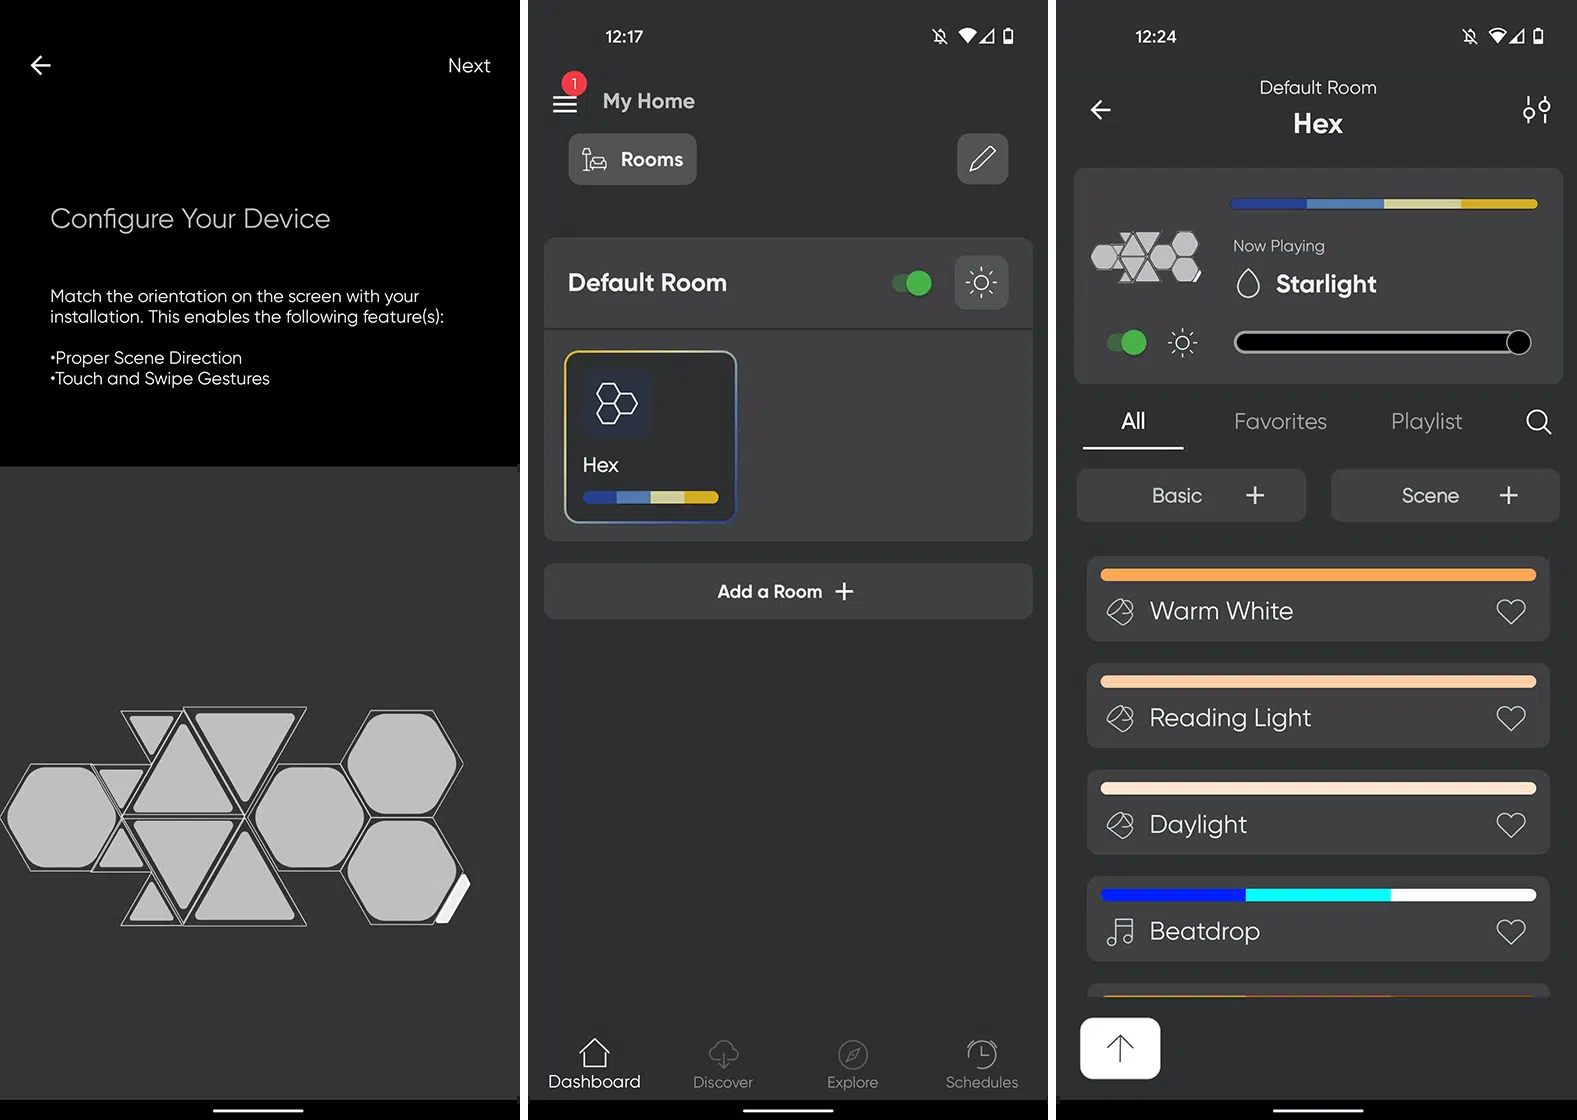 Next
Configure Your Device
Match the orientation on the screen with your
installation. This enables the following feature(s):
•Proper Scene Direction
•Touch and Swipe Gestures
12:17
1
My Home
Rooms
Default Room
Hex
Add a Room +
Dashboard
Discover
Explore
Schedules
12:24
Default Room
Hex
Now Playing
Starlight
All
Favorites
Playlist
Basic +
Scene +
Warm White
Reading Light
Daylight
Beatdrop